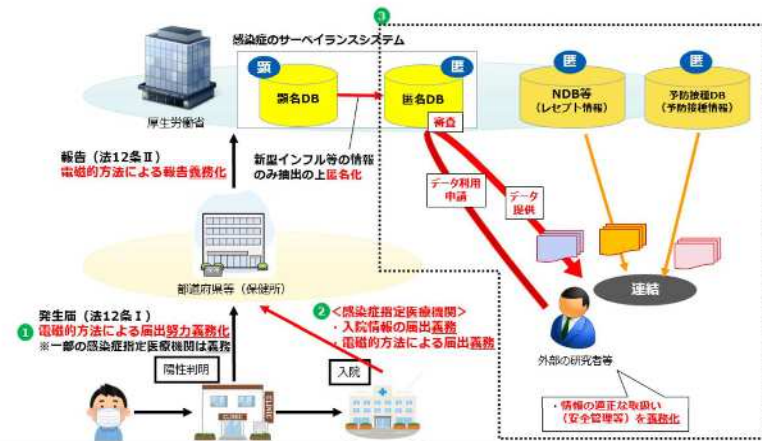 3
感染症のサーベイランスシステム
顕
匿
匿
匿
顕名DB
匿名DB
NDB等
(レセプト情報)
予防接種DB
(予防接種情報)
厚生労働省
審査
報告(法12条Ⅱ)
電磁的方法による報告義務化
新型インフル等の情報
のみ抽出の上匿名化
データ利用
申請
データ
提供
都道府県等(保健所)
連結
発生届(法12条Ⅰ)
1 電磁的方法による届出努力義務化
※一部の感染症指定医療機関は義務
2 <感染症指定医療機関>
・入院情報の届出義務
・電磁的方法による届出義務
外部の研究者等
陽性判明
入院
・情報の適正な取扱い
(安全管理等)を義務化
CLINIC